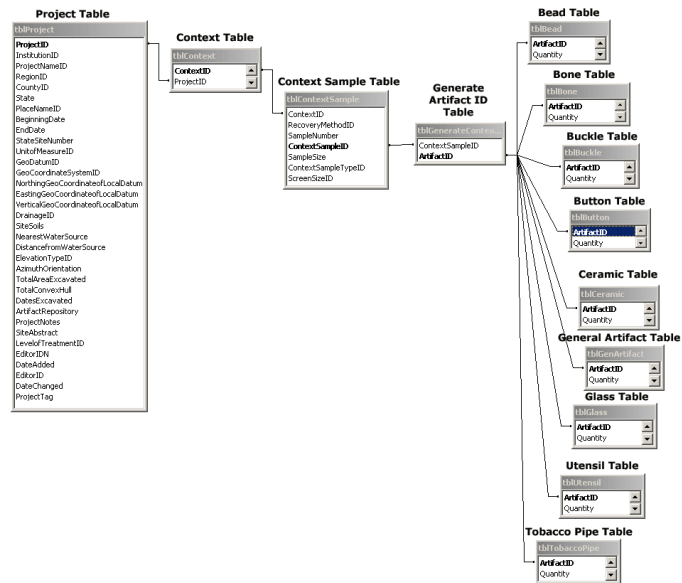 Project Table
tblProject
ProjectID
InstitutionID
ProjectNameID
RegionID
CountyID
State
PlaceNameID
BeginningDate
EndDate
StateSiteNumber
UnitofMeasureID
GeoDatumID
GeoCoordinateSystemID
NorthingGeoCoordinateofLocalDatum
EastingGeoCoordinateofLocalDatum
VerticalGeoCoordinateofLocalDatum
DrainageID
SiteSoils
NearestWaterSource
DistancefromWaterSource
ElevationTypeID
AzimuthOrientation
TotalAreaExcavated
TotalConvexHull
DatesExcavated
ArtifactRepository
ProjectNotes
SiteAbstract
LevelofTreatmentID
EditorIDN
DateAdded
EditorID
DateChanged
ProjectTag
Context Table
tblContext
ContextID
ProjectID
Context Sample Table
tblContextSample
ContextID
RecoveryMethodID
SampleNumber
ContextSampleID
SampleSize
ContextSampleTypeID
ScreenSizeID
Generate
Artifact ID
Table
tblGenerateContex...
ContextSampleID
ArtifactID
Bead Table
tblBead
ArtifactID
Quantity
Bone Table
tblBone
ArtifactID
Quantity
Buckle Table
tblBuckle
ArtifactID
Quantity
Button Table
tblButton
ArtifactID
Quantity
Ceramic Table
tblCeramic
ArtifactID
Quantity
General Artifact Table
tblGenArtifact
ArtifactID
Quantity
Glass Table
tblGlass
ArtifactID
Quantity
Utensil Table
tblUtensil
ArtifactID
Quantity
Tobacco Pipe Table
tblTobaccoPipe
ArtifactID
Quantity